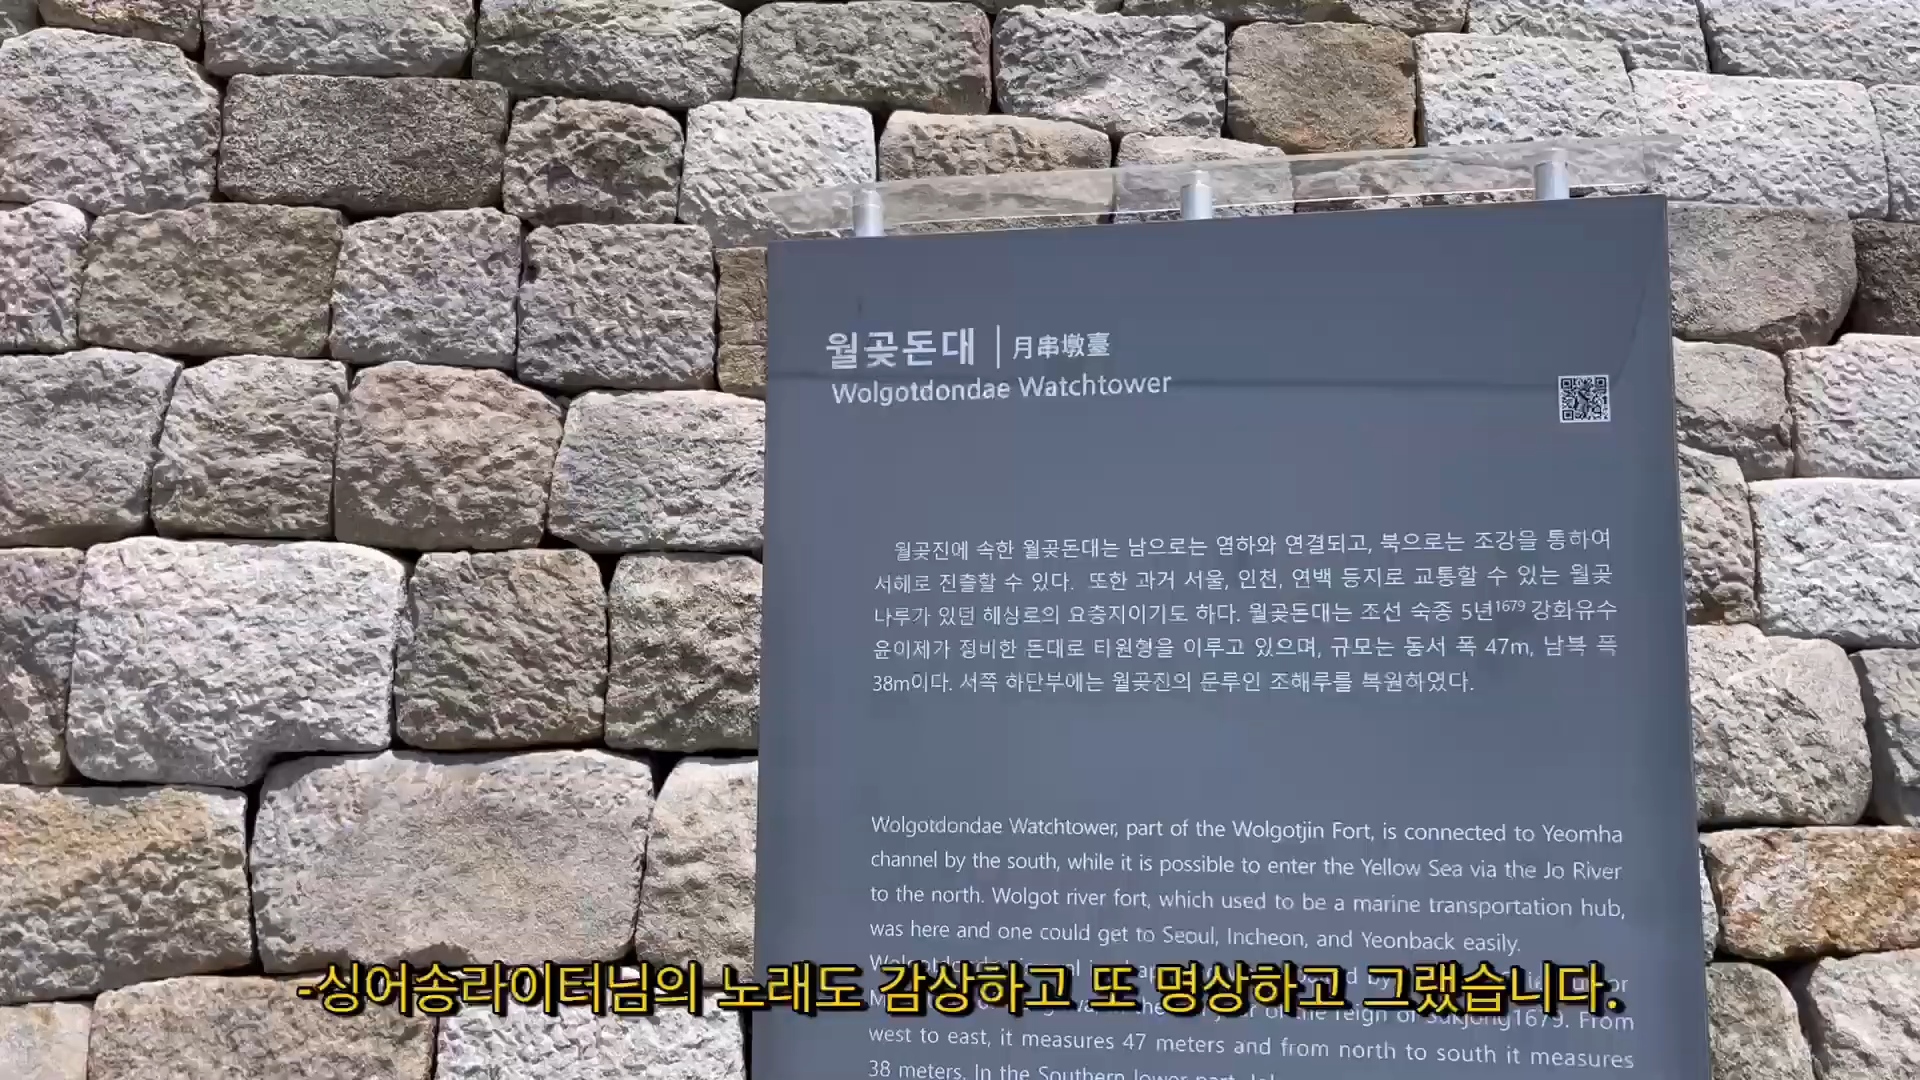 월곶돈대 | 月串墩臺
Wolgotdondae Watchtower
월곶진에 속한 월곶돈대는 남으로는 염하와 연결되고, 북으로는 조강을 통하여
서해로 진출할 수 있다. 또한 과거 서울, 인천, 연백 등지로 교통할 수 있는 월곶
나루가 있던 해상로의 요충지이기도 하다. 월곶돈대는 조선 숙종 5년1679 강화유수
윤이제가 정비한 돈대로 타원형을 이루고 있으며, 규모는 동서 폭 47m, 남북 폭
38m이다. 서쪽 하단부에는 월곶진의 문루인 조해루를 복원하였다.
Wolgotdondae Watchtower, part of the Wolgotjin Fort, is connected to Yeomha
channel by the south, while it is possible to enter the Yellow Sea via the Jo River
to the north. Wolgot river fort, which used to be a marine transportation hub,
was here and one could get to Seoul, Incheon, and Yeonback easily.
-싱어송라이터님의 노래도 감상하고 또 명상하고 그랬습니다.
of the reign of Sukjong1679. From
west to east, it measures 47 meters and from north to south it measures
38 meters. In the Southern lower part,